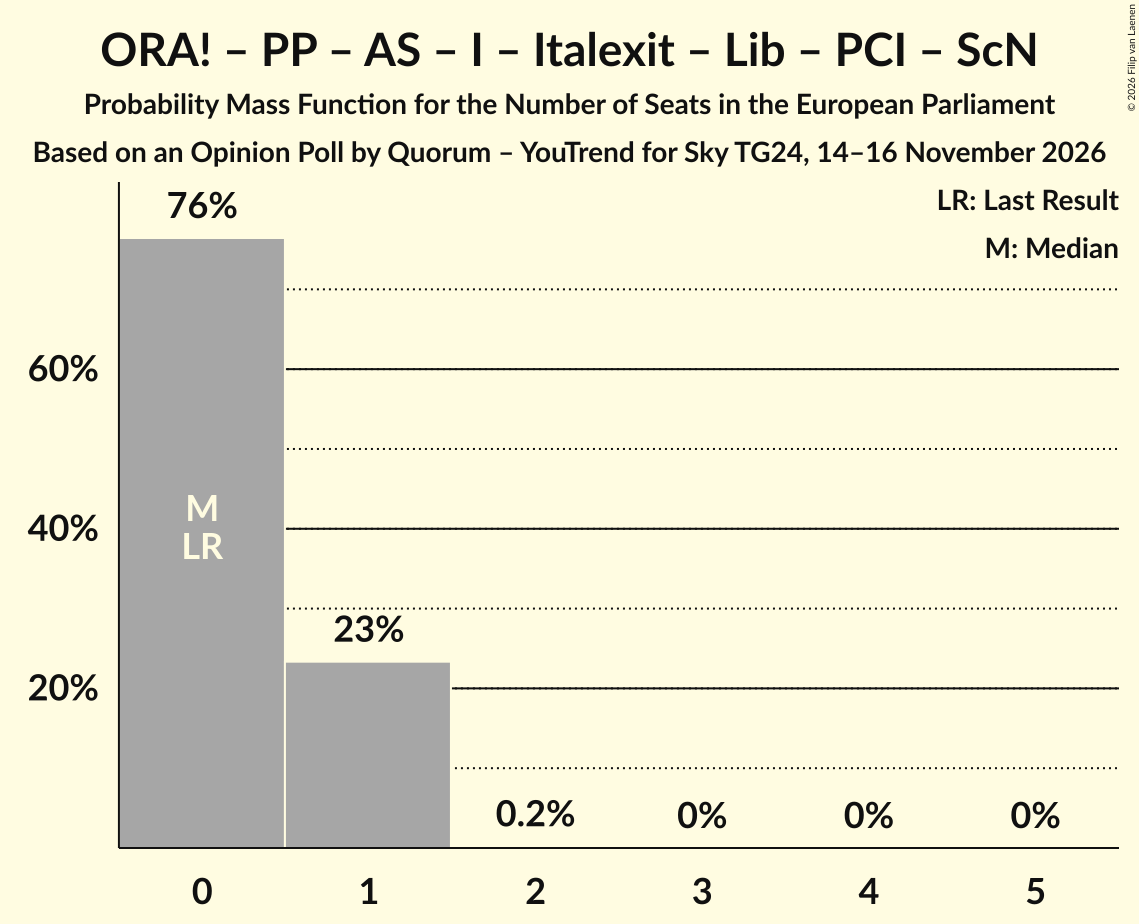 ORA! – PP – AS – I – Italexit – Lib – PCI – ScN
Probability Mass Function for the Number of Seats in the European Parliament
Based on an Opinion Poll by Quorum – YouTrend for Sky TG24, 14–16 November 2026
© 2026 Filip van Laenen
LR: Last Result
M: Median
76%
60%
M
40%
LR
23%
20%
0.2%
0%
0%
0%
0
1
2
3
4
5